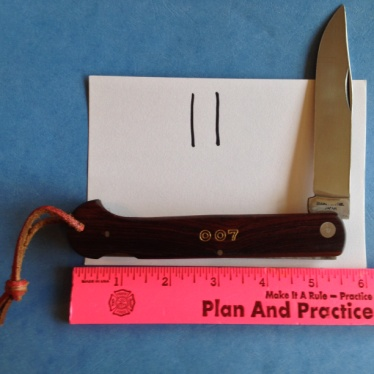 11
007
1 2 3 4 5 6
Make It A Rule – Practice
Plan And Practice